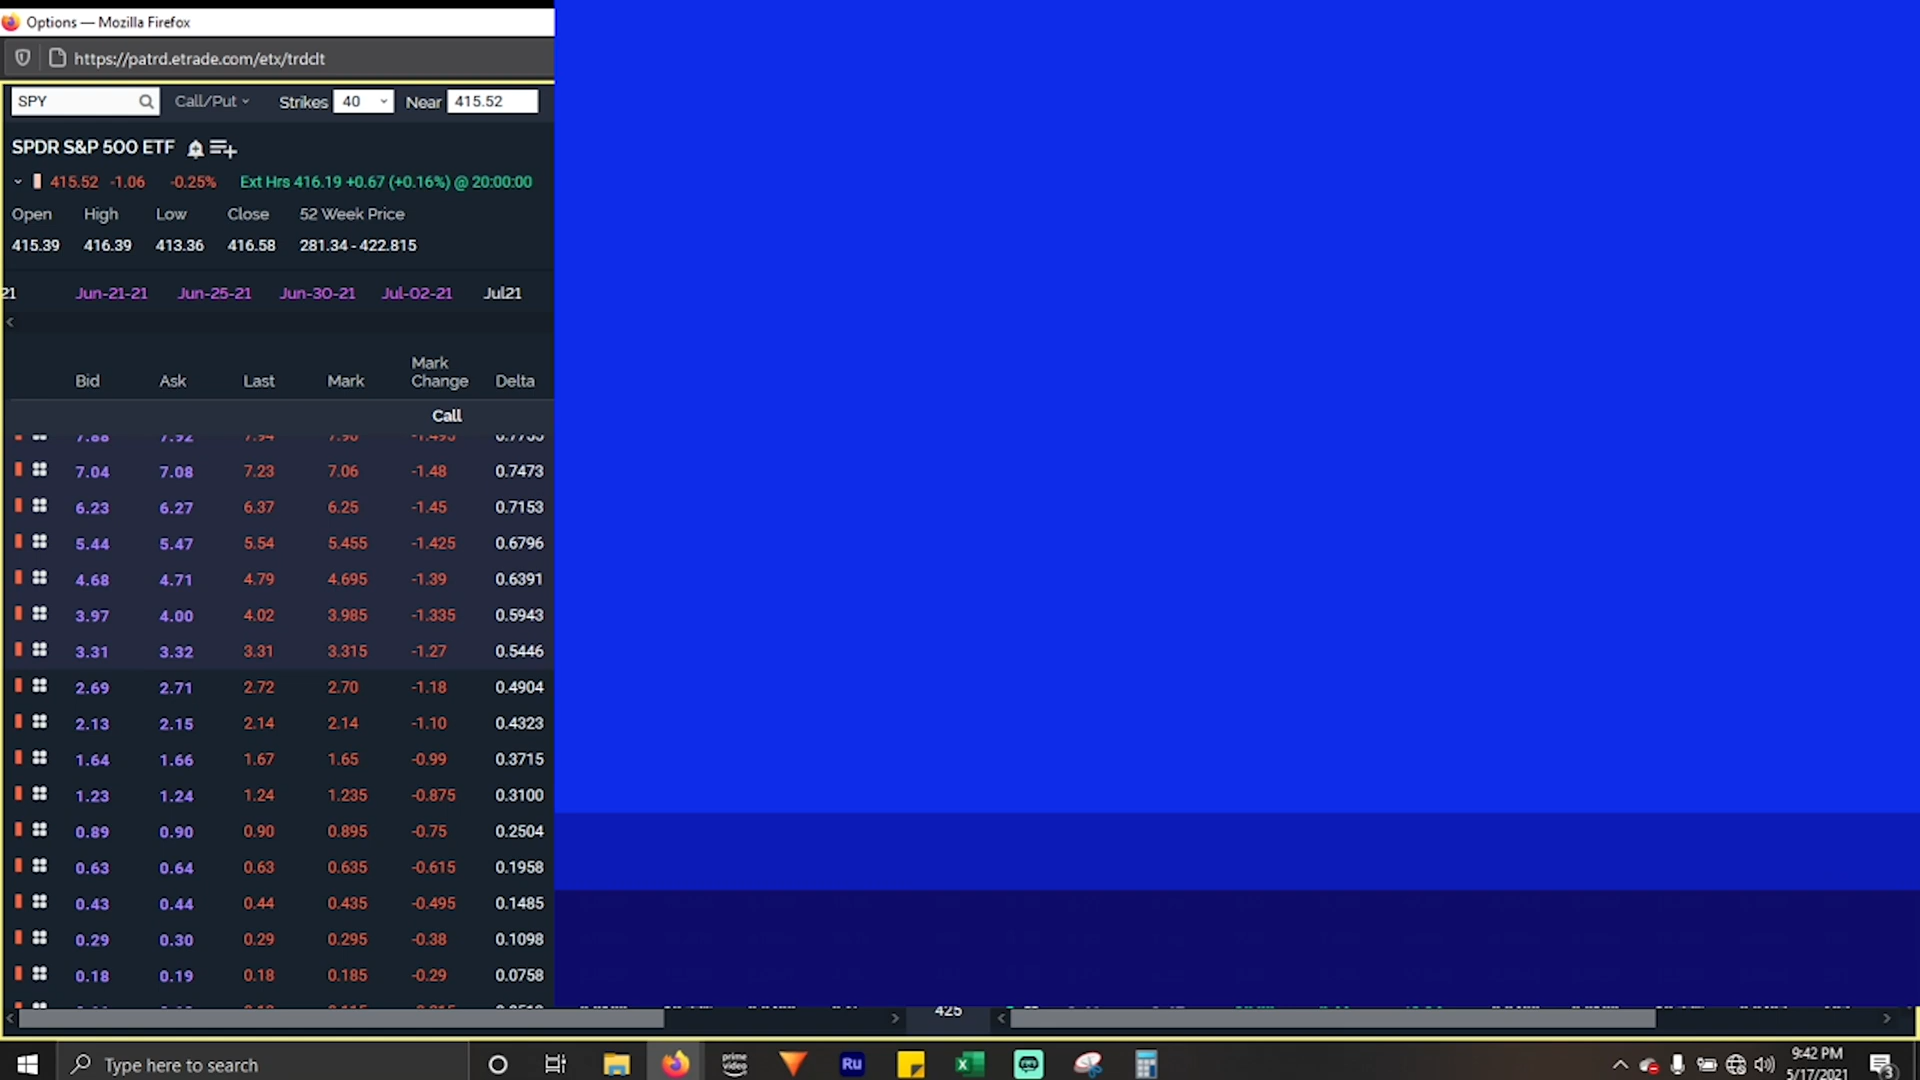 Options — Mozilla Firefox
https://patrd.etrade.com/etx/trdclt
SPY Call/Put Strikes 40 Near 415.52
SPDR S&P 500 ETF
415.52 -1.06 -0.25% Ext Hrs 416.19 +0.67 (+0.16%) @ 20:00:00
Open High Low Close 52 Week Price
415.39 416.39 413.36 416.58 281.34 - 422.815
21 Jun-21-21 Jun-25-21 Jun-30-21 Jul-02-21 Jul21
Bid Ask Last Mark Mark Change Delta
Call
7.04 7.08 7.23 7.06 -1.48 0.7473
6.23 6.27 6.37 6.25 -1.45 0.7153
5.44 5.47 5.54 5.455 -1.425 0.6796
4.68 4.71 4.79 4.695 -1.39 0.6391
3.97 4.00 4.02 3.985 -1.335 0.5943
3.31 3.32 3.31 3.315 -1.27 0.5446
2.69 2.71 2.72 2.70 -1.18 0.4904
2.13 2.15 2.14 2.14 -1.10 0.4323
1.64 1.66 1.67 1.65 -0.99 0.3715
1.23 1.24 1.24 1.235 -0.875 0.3100
0.89 0.90 0.90 0.895 -0.75 0.2504
0.63 0.64 0.63 0.635 -0.615 0.1958
0.43 0.44 0.44 0.435 -0.495 0.1485
0.29 0.30 0.29 0.295 -0.38 0.1098
0.18 0.19 0.18 0.185 -0.29 0.0758
425
Type here to search
prime video
Ru
9:42 PM
5/17/2021
3